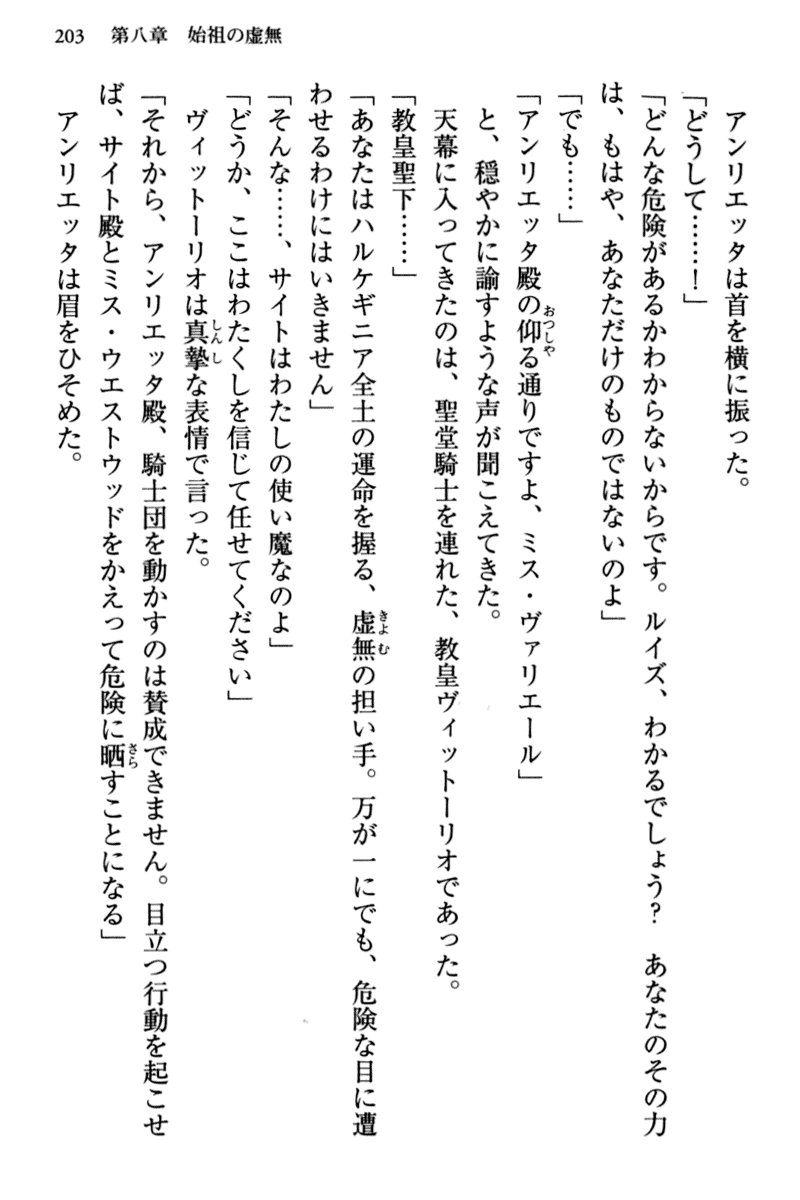 203 第八章 始祖の虚無
アンリエッタは首を横に振った。
「どうして……！」
「どんな危険があるかわからないからです。ルイズ、わかるでしょう？ あなたのその力
は、もはや、あなただけのものではないのよ」
「でも……」
「アンリエッタ殿の仰る通りですよ、ミス・ヴァリエール」
と、穏やかに諭すような声が聞こえてきた。
天幕に入ってきたのは、聖堂騎士を連れた、教皇ヴィットーリオであった。
「教皇聖下……」
「あなたはハルケギニア全土の運命を握る、虚無の担い手。万が一にでも、危険な目に遭
わせるわけにはいきません」
「そんな……、サイトはわたしの使い魔なのよ」
「どうか、ここはわたくしを信じて任せてください」
ヴィットーリオは真摯な表情で言った。
「それから、アンリエッタ殿、騎士団を動かすのは賛成できません。目立つ行動を起こせ
ば、サイト殿とミス・ウエストウッドをかえって危険に晒すことになる」
アンリエッタは眉をひそめた。